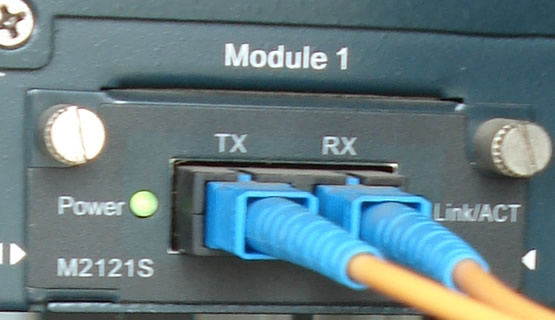 Module 1
TX RX
Power
Link/ACT
M2121S